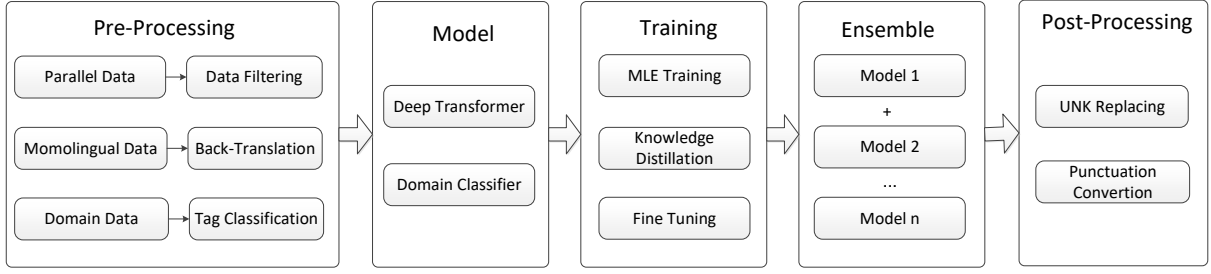 Pre-Processing
Parallel Data
Data Filtering
Momolingual Data
Back-Translation
Domain Data
Tag Classification
Model
Deep Transformer
Domain Classifier
Training
MLE Training
Knowledge
Distillation
Fine Tuning
Ensemble
Model 1
+
Model 2
...
Model n
Post-Processing
UNK Replacing
Punctuation
Convertion